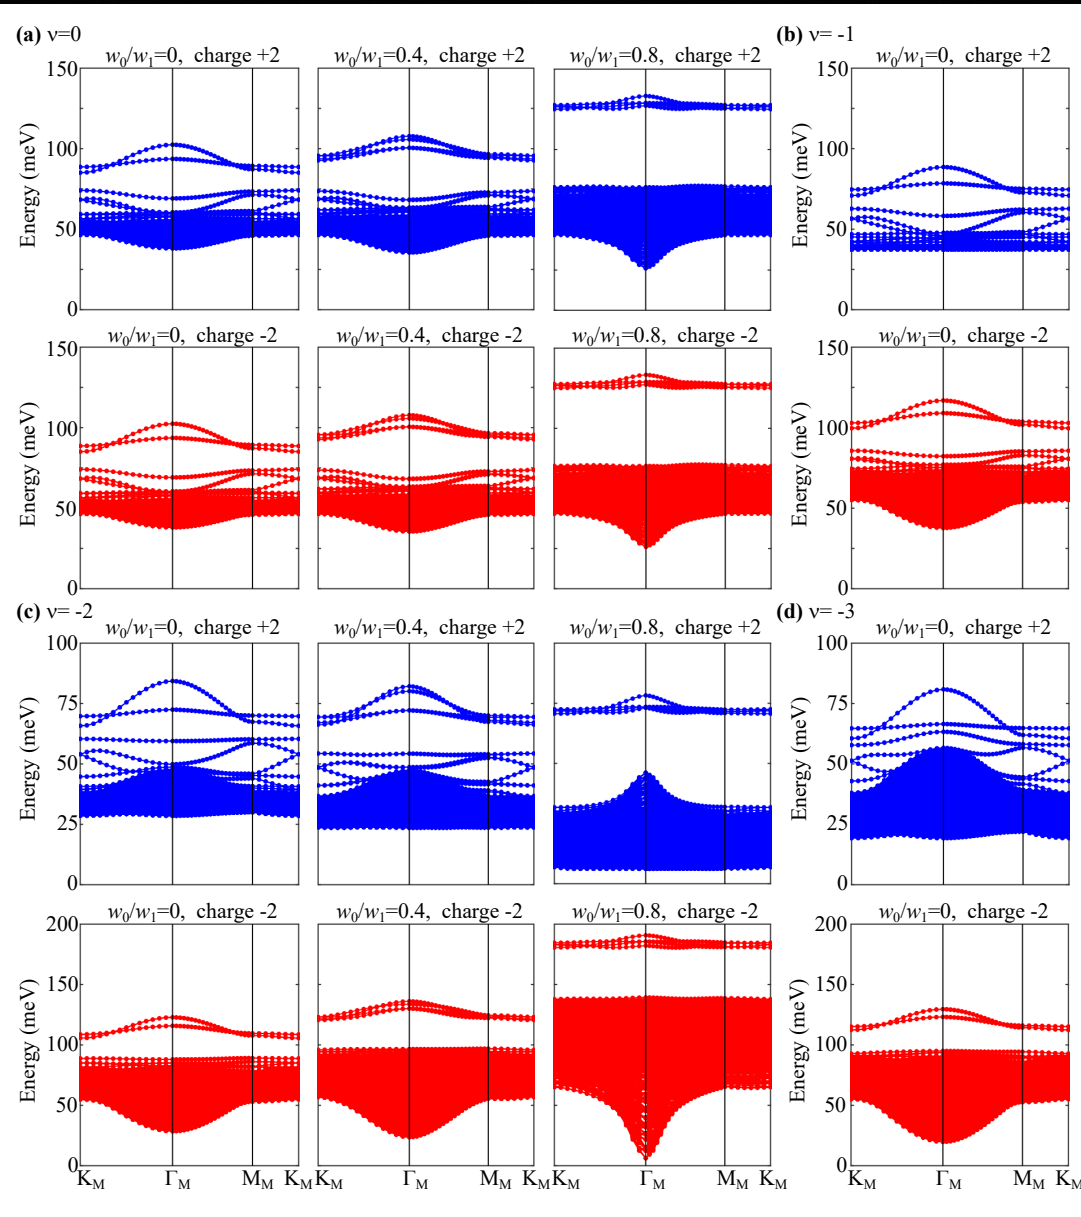 (a) ν=0
(b) ν= -1
w0/w1=0, charge +2
w0/w1=0.4, charge +2
w0/w1=0.8, charge +2
w0/w1=0, charge +2
150
100
50
0
Energy (meV)
150
100
50
0
Energy (meV)
w0/w1=0, charge -2
w0/w1=0.4, charge -2
w0/w1=0.8, charge -2
w0/w1=0, charge -2
150
100
50
0
Energy (meV)
150
100
50
0
Energy (meV)
(c) ν= -2
(d) ν= -3
w0/w1=0, charge +2
w0/w1=0.4, charge +2
w0/w1=0.8, charge +2
w0/w1=0, charge +2
100
75
50
25
0
Energy (meV)
100
75
50
25
0
Energy (meV)
w0/w1=0, charge -2
w0/w1=0.4, charge -2
w0/w1=0.8, charge -2
w0/w1=0, charge -2
200
150
100
50
0
Energy (meV)
200
150
100
50
0
Energy (meV)
KM ΓM MM KM
ΓM MM KM
KM ΓM MM KM
KM ΓM MM KM